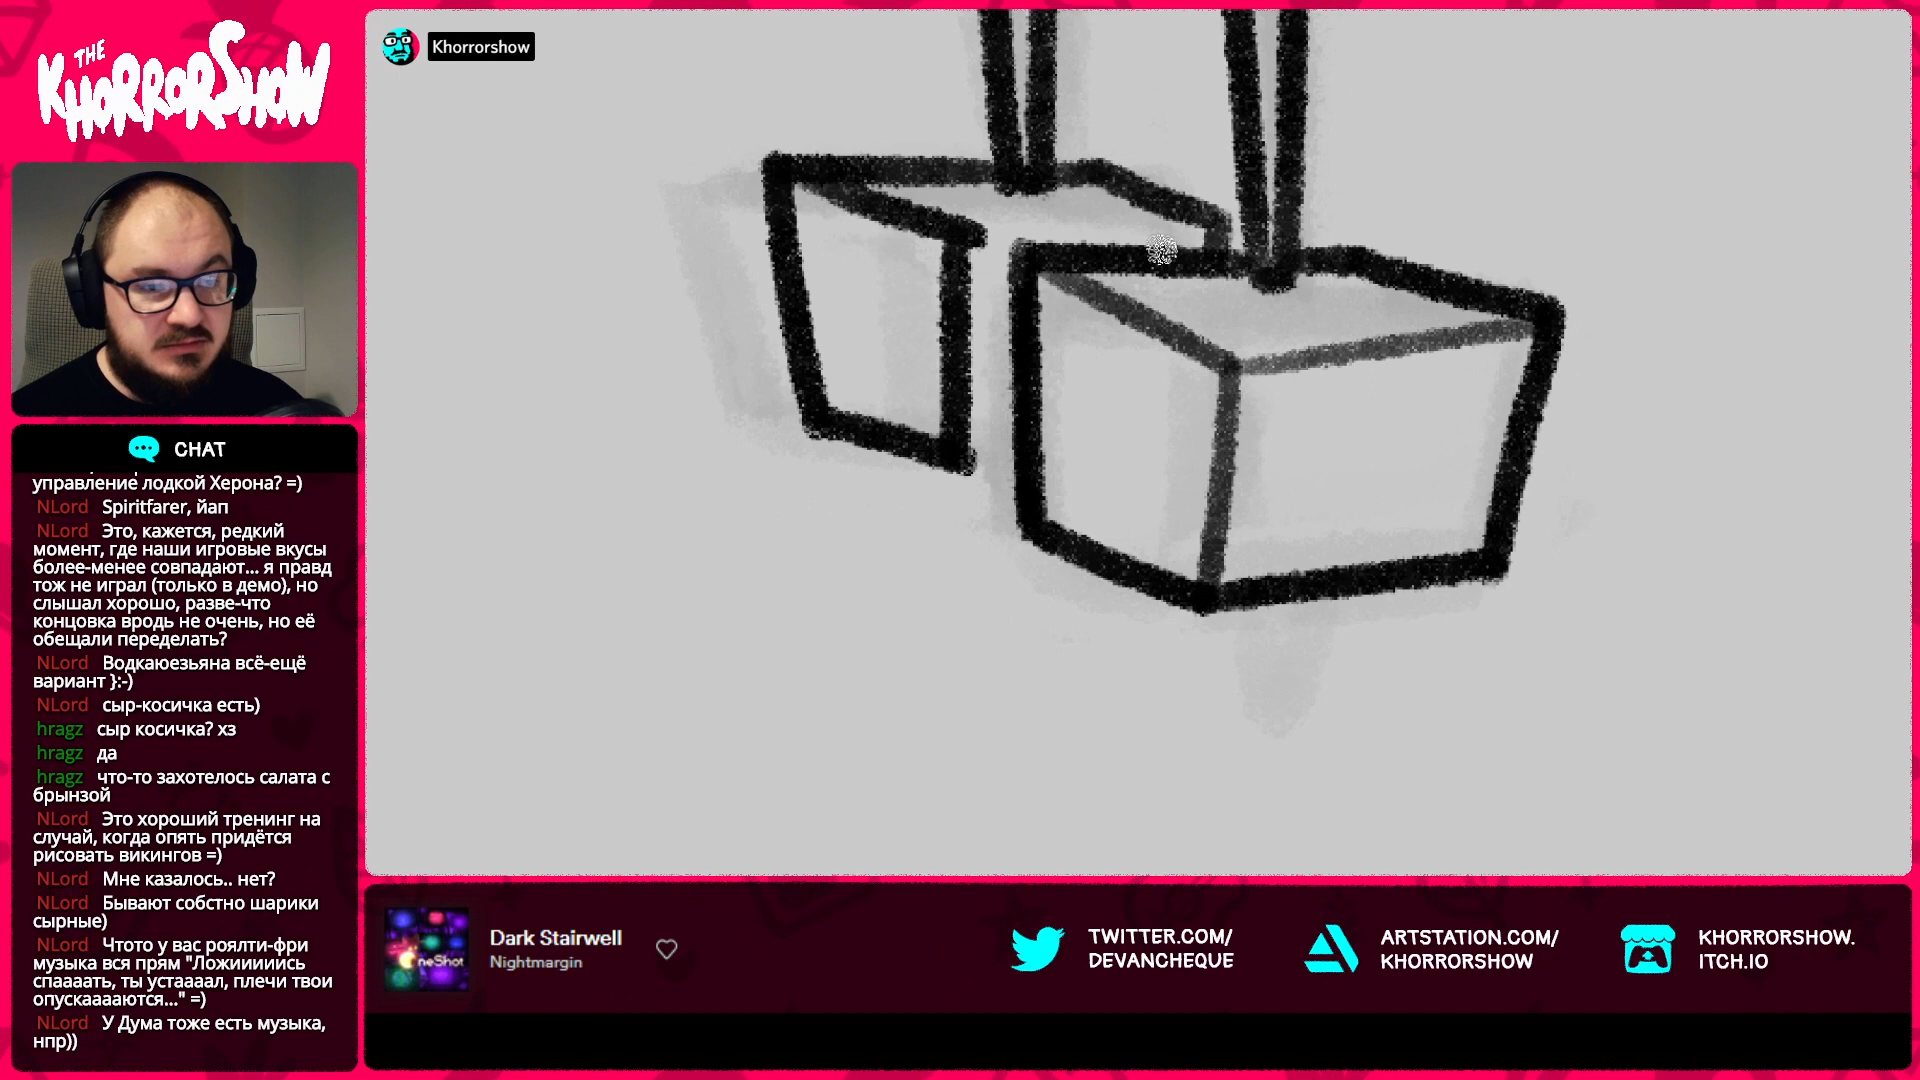 THE
KHORRORSHOW
Khorrorshow
CHAT
управление лодкой Херона? =)
NLord Spiritfarer, йап
NLord Это, кажется, редкий
момент, где наши игровые вкусы
более-менее совпадают... я правд
тож не играл (только в демо), но
слышал хорошо, разве-что
концовка вродь не очень, но её
обещали переделать?
NLord Водкаюезьяна всё-ещё
вариант }:-)
NLord сыр-косичка есть)
hragz сыр косичка? хз
hragz да
hragz что-то захотелось салата с
брынзой
NLord Это хороший тренинг на
случай, когда опять придётся
рисовать викингов =)
NLord Мне казалось.. нет?
NLord Бывают собстно шарики
сырные)
NLord Чтото у вас роялти-фри
музыка вся прям "Ложииииись
спаааать, ты устаааал, плечи твои
опускааааются..." =)
NLord У Дума тоже есть музыка,
нпр))
neShot
Dark Stairwell
Nightmargin
TWITTER.COM/
DEVANCHEQUE
ARTSTATION.COM/
KHORRORSHOW
KHORRORSHOW.
ITCH.IO